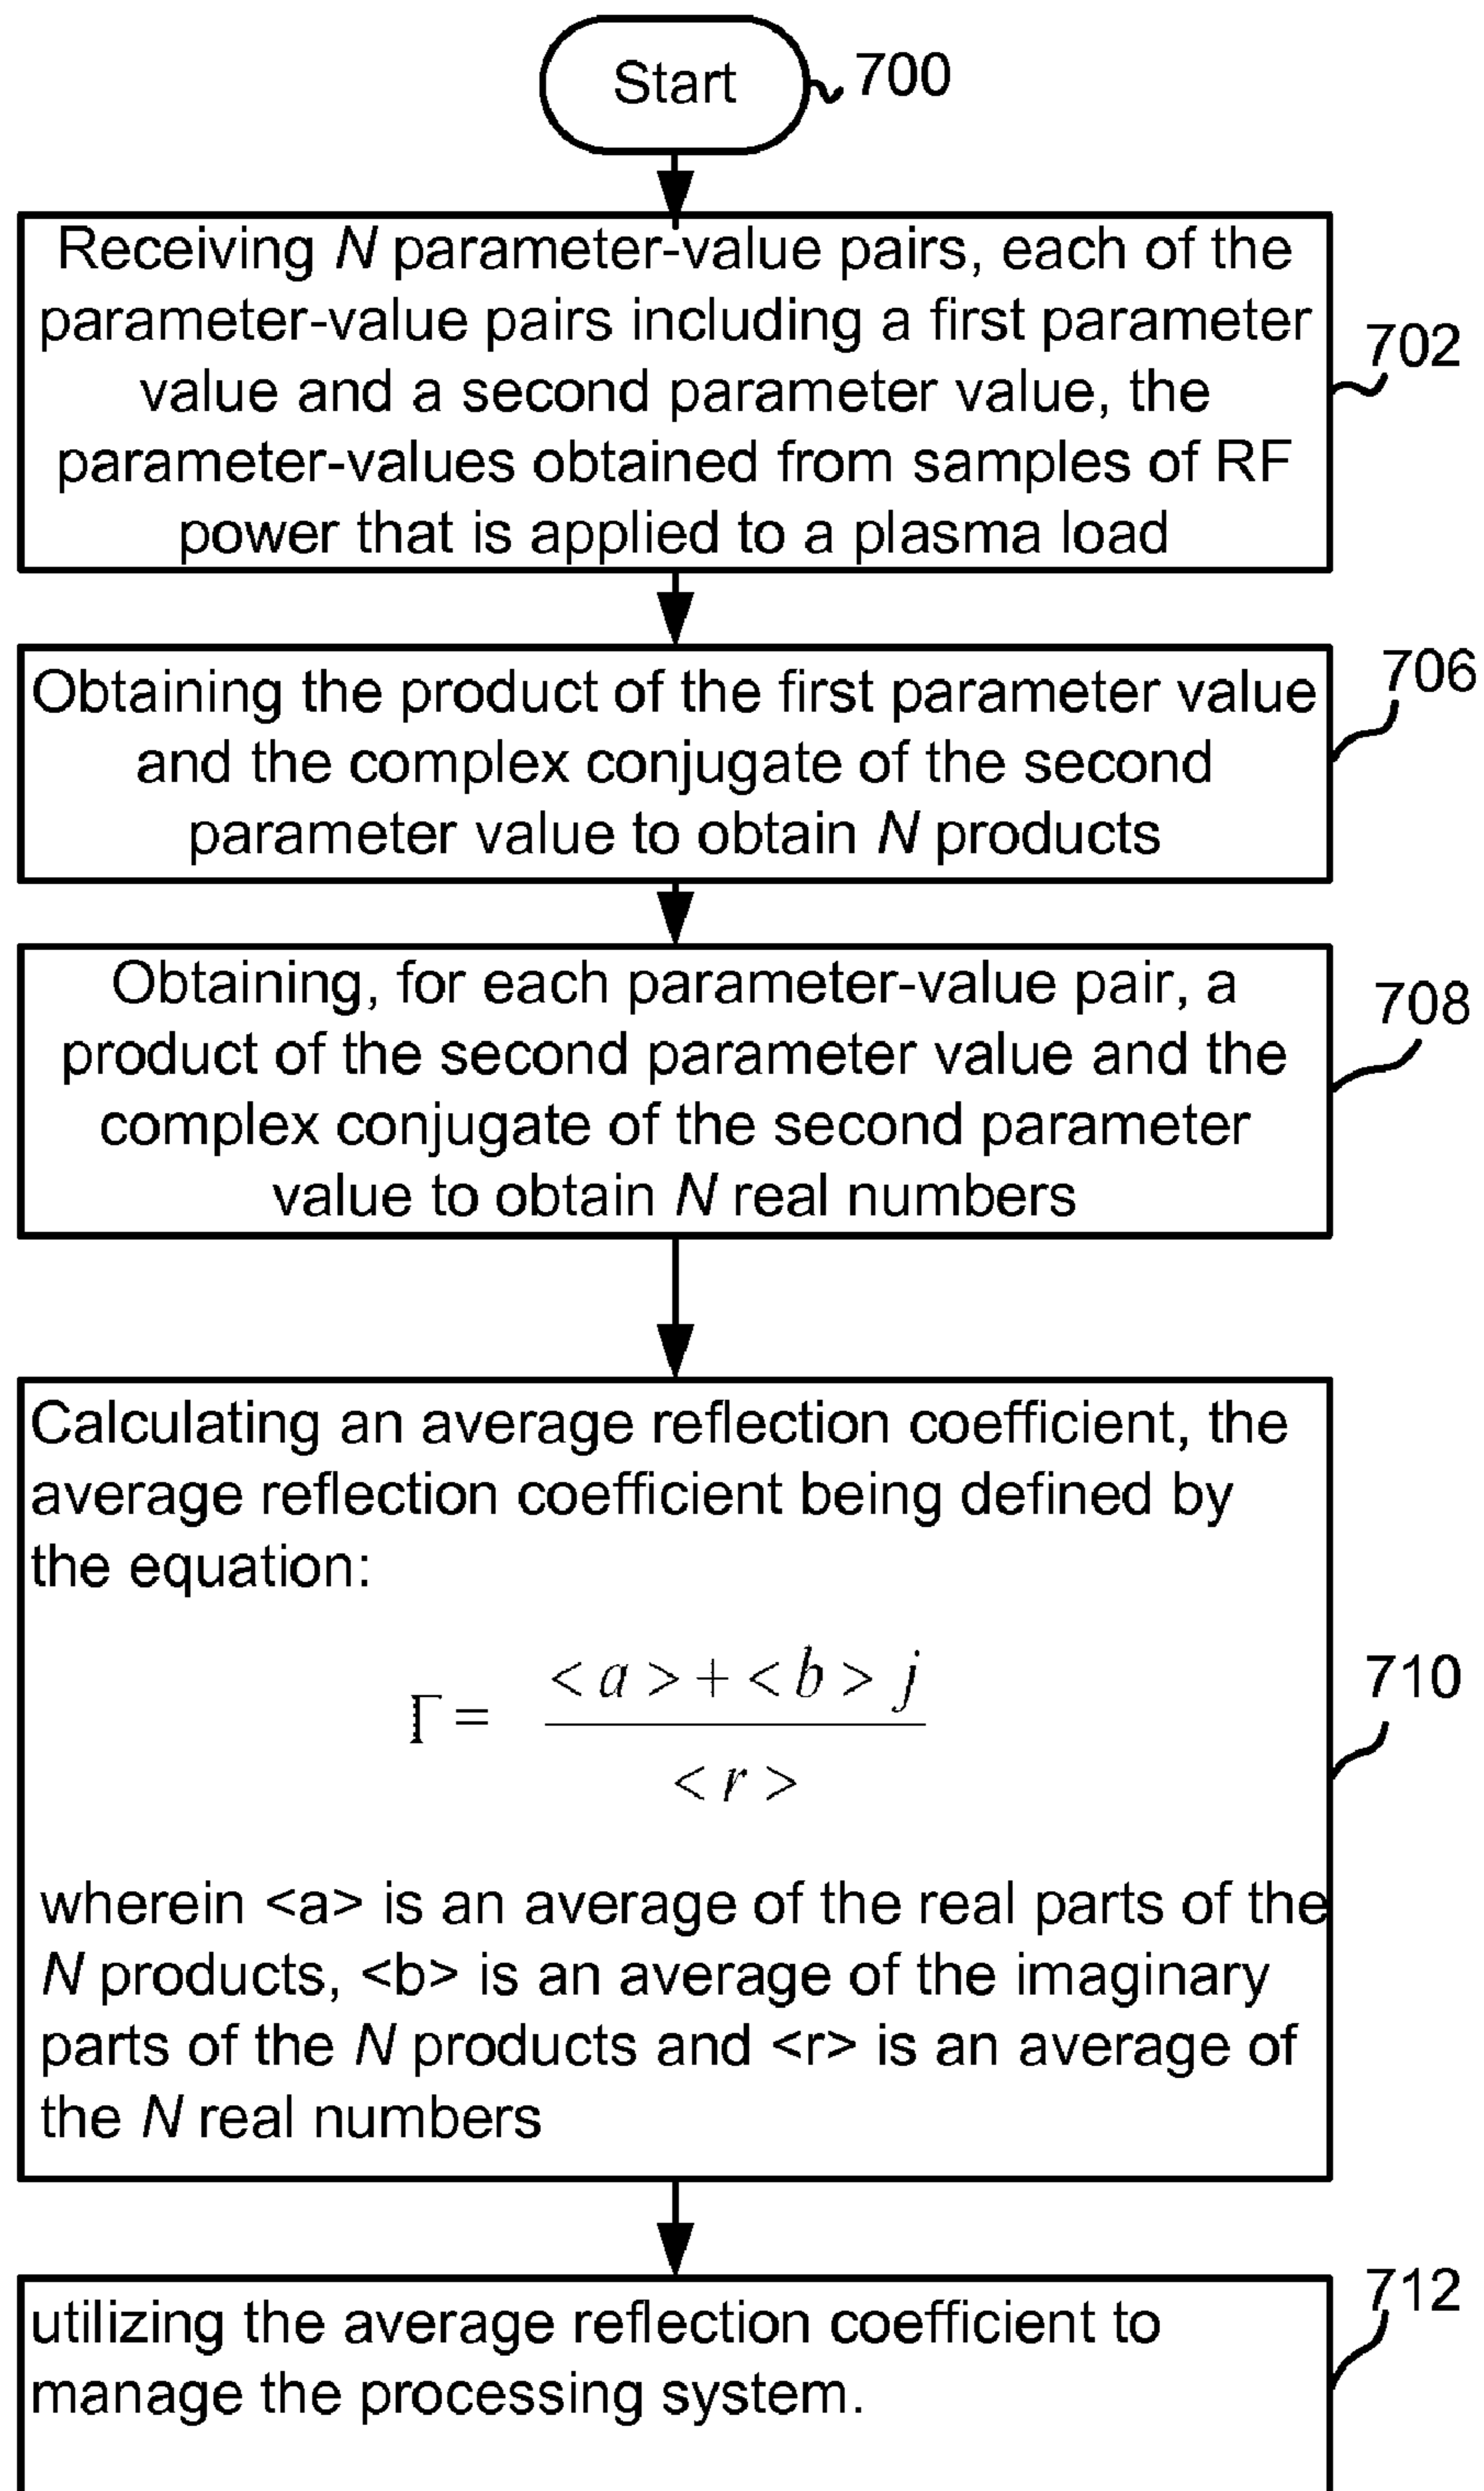 Start
700
Receiving N parameter-value pairs, each of the
parameter-value pairs including a first parameter
value and a second parameter value, the
parameter-values obtained from samples of RF
power that is applied to a plasma load
702
Obtaining the product of the first parameter value
and the complex conjugate of the second
parameter value to obtain N products
706
Obtaining, for each parameter-value pair, a
product of the second parameter value and the
complex conjugate of the second parameter
value to obtain N real numbers
708
Calculating an average reflection coefficient, the
average reflection coefficient being defined by
the equation:
< a > + < b > j
Γ =
< r >
710
wherein <a> is an average of the real parts of the
N products, <b> is an average of the imaginary
parts of the N products and <r> is an average of
the N real numbers
utilizing the average reflection coefficient to
manage the processing system.
712